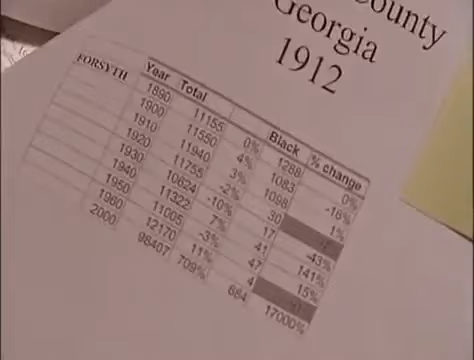 County
Georgia
1912
FORSYTH Year Total Black % change
1890 11155 0% 1288 0%
1900 11550 4% 1083 -16%
1910 11940 3% 1098 1%
1920 11755 -2% 30
1930 10624 -10% 17 -43%
1940 11322 7% 41 141%
1950 11005 -3% 47 15%
1960 12170 11% 4
2000 98407 709% 684 17000%